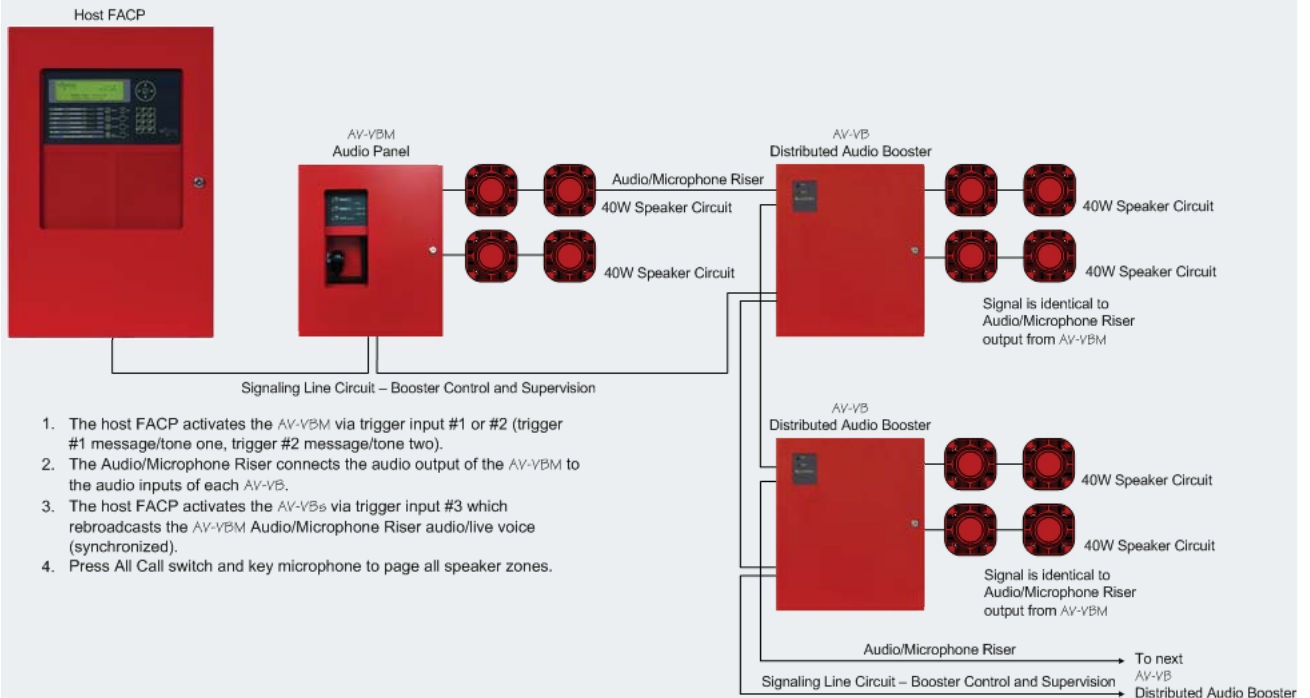 Host FACP
AV-VBM
Audio Panel
AV-VB
Distributed Audio Booster
Audio/Microphone Riser
40W Speaker Circuit
40W Speaker Circuit
40W Speaker Circuit
40W Speaker Circuit
Signal is identical to
Audio/Microphone Riser
output from AV-VBM
Signaling Line Circuit – Booster Control and Supervision
1. The host FACP activates the AV-VBM via trigger input #1 or #2 (trigger
#1 message/tone one, trigger #2 message/tone two).
2. The Audio/Microphone Riser connects the audio output of the AV-VBM to
the audio inputs of each AV-VB.
3. The host FACP activates the AV-VBs via trigger input #3 which
rebroadcasts the AV-VBM Audio/Microphone Riser audio/live voice
(synchronized).
4. Press All Call switch and key microphone to page all speaker zones.
AV-VB
Distributed Audio Booster
40W Speaker Circuit
40W Speaker Circuit
Signal is identical to
Audio/Microphone Riser
output from AV-VBM
Audio/Microphone Riser
Signaling Line Circuit – Booster Control and Supervision
To next
AV-VB
Distributed Audio Booster